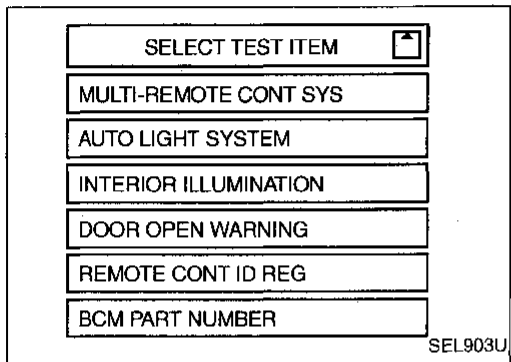 SELECT TEST ITEM
MULTI-REMOTE CONT SYS
AUTO LIGHT SYSTEM
INTERIOR ILLUMINATION
DOOR OPEN WARNING
REMOTE CONT ID REG
BCM PART NUMBER
SEL903U